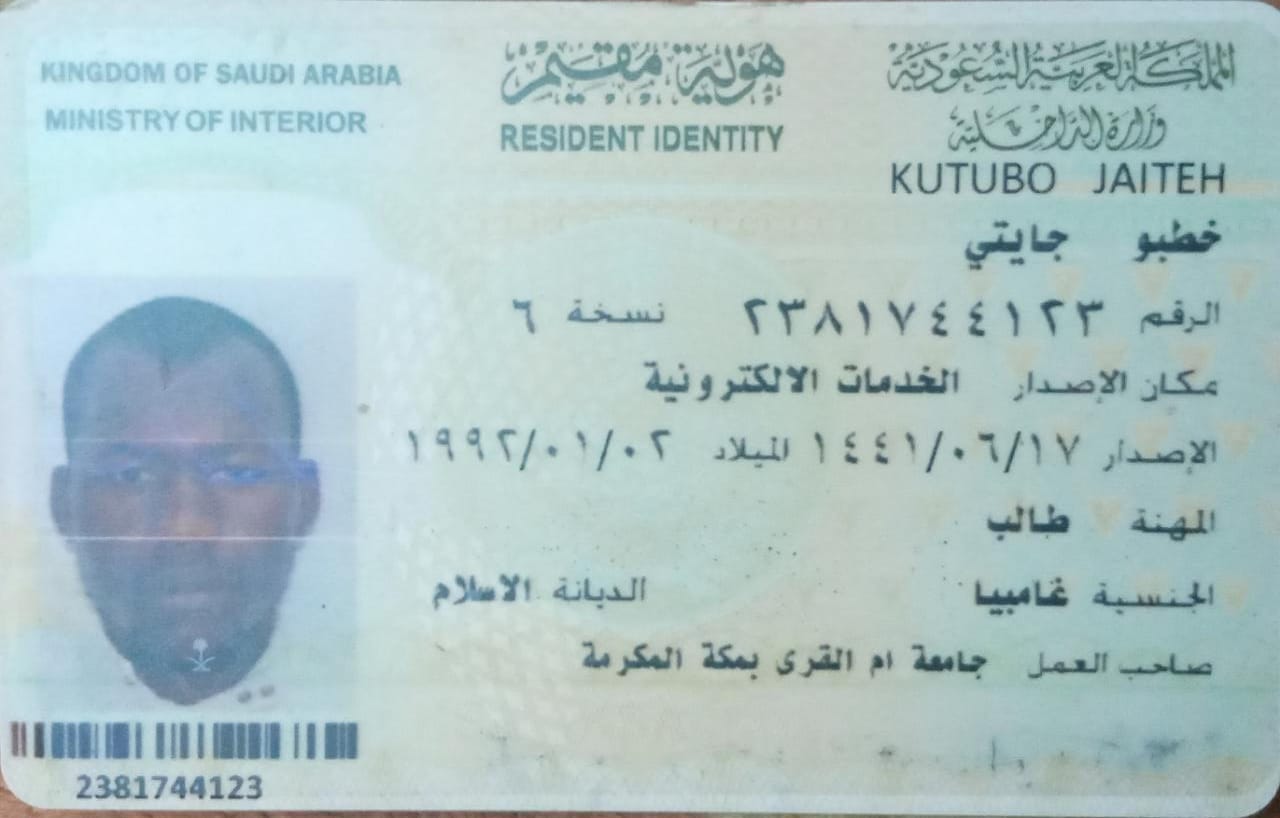 KINGDOM OF SAUDI ARABIA
MINISTRY OF INTERIOR
هوية مقيم
RESIDENT IDENTITY
المملكة العربية السعودية
وزارة الداخلية
KUTUBO JAITEH
خطبو جايتي
الرقم ٢٣٨١٧٤٤١٢٣ نسخة ٦
مكان الإصدار الخدمات الالكترونية
الإصدار ١٤٤١/٠٦/١٧ الميلاد ١٩٩٢/٠١/٠٢
المهنة طالب
الجنسية غامبيا الديانة الاسلام
صاحب العمل جامعة ام القرى بمكة المكرمة
2381744123